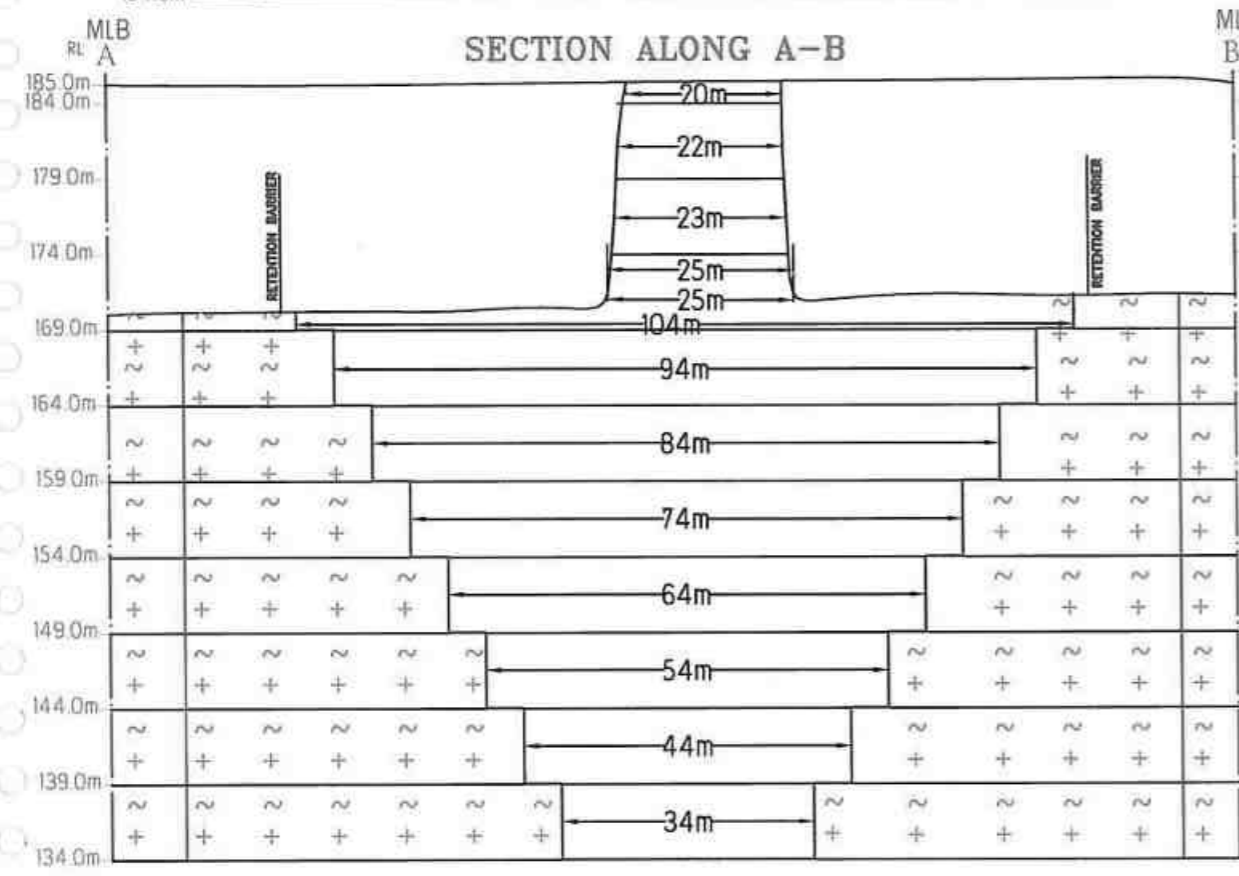 MLB
RL A
SECTION ALONG A-B
B
185.0m
184.0m
20m
22m
179.0m
RETENTION BARRIER
RETENTION BARRIER
23m
174.0m
25m
25m
169.0m
104m
94m
164.0m
84m
159.0m
74m
154.0m
64m
149.0m
54m
144.0m
44m
139.0m
34m
134.0m